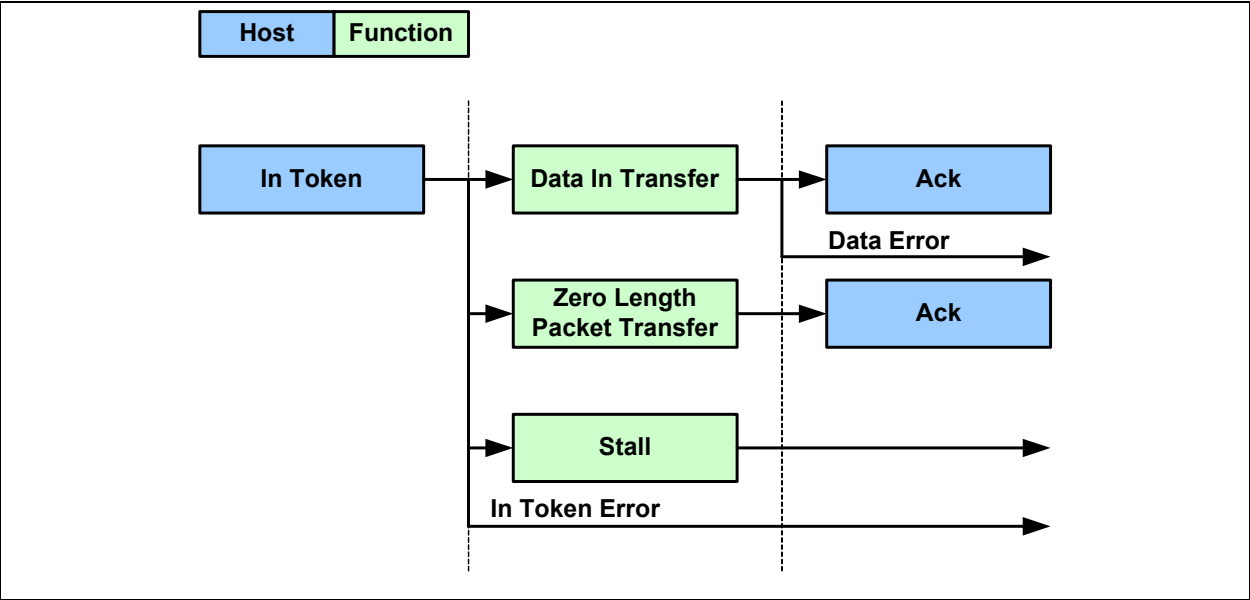 Host
Function
In Token
Data In Transfer
Ack
Data Error
Zero Length
Packet Transfer
Ack
Stall
In Token Error